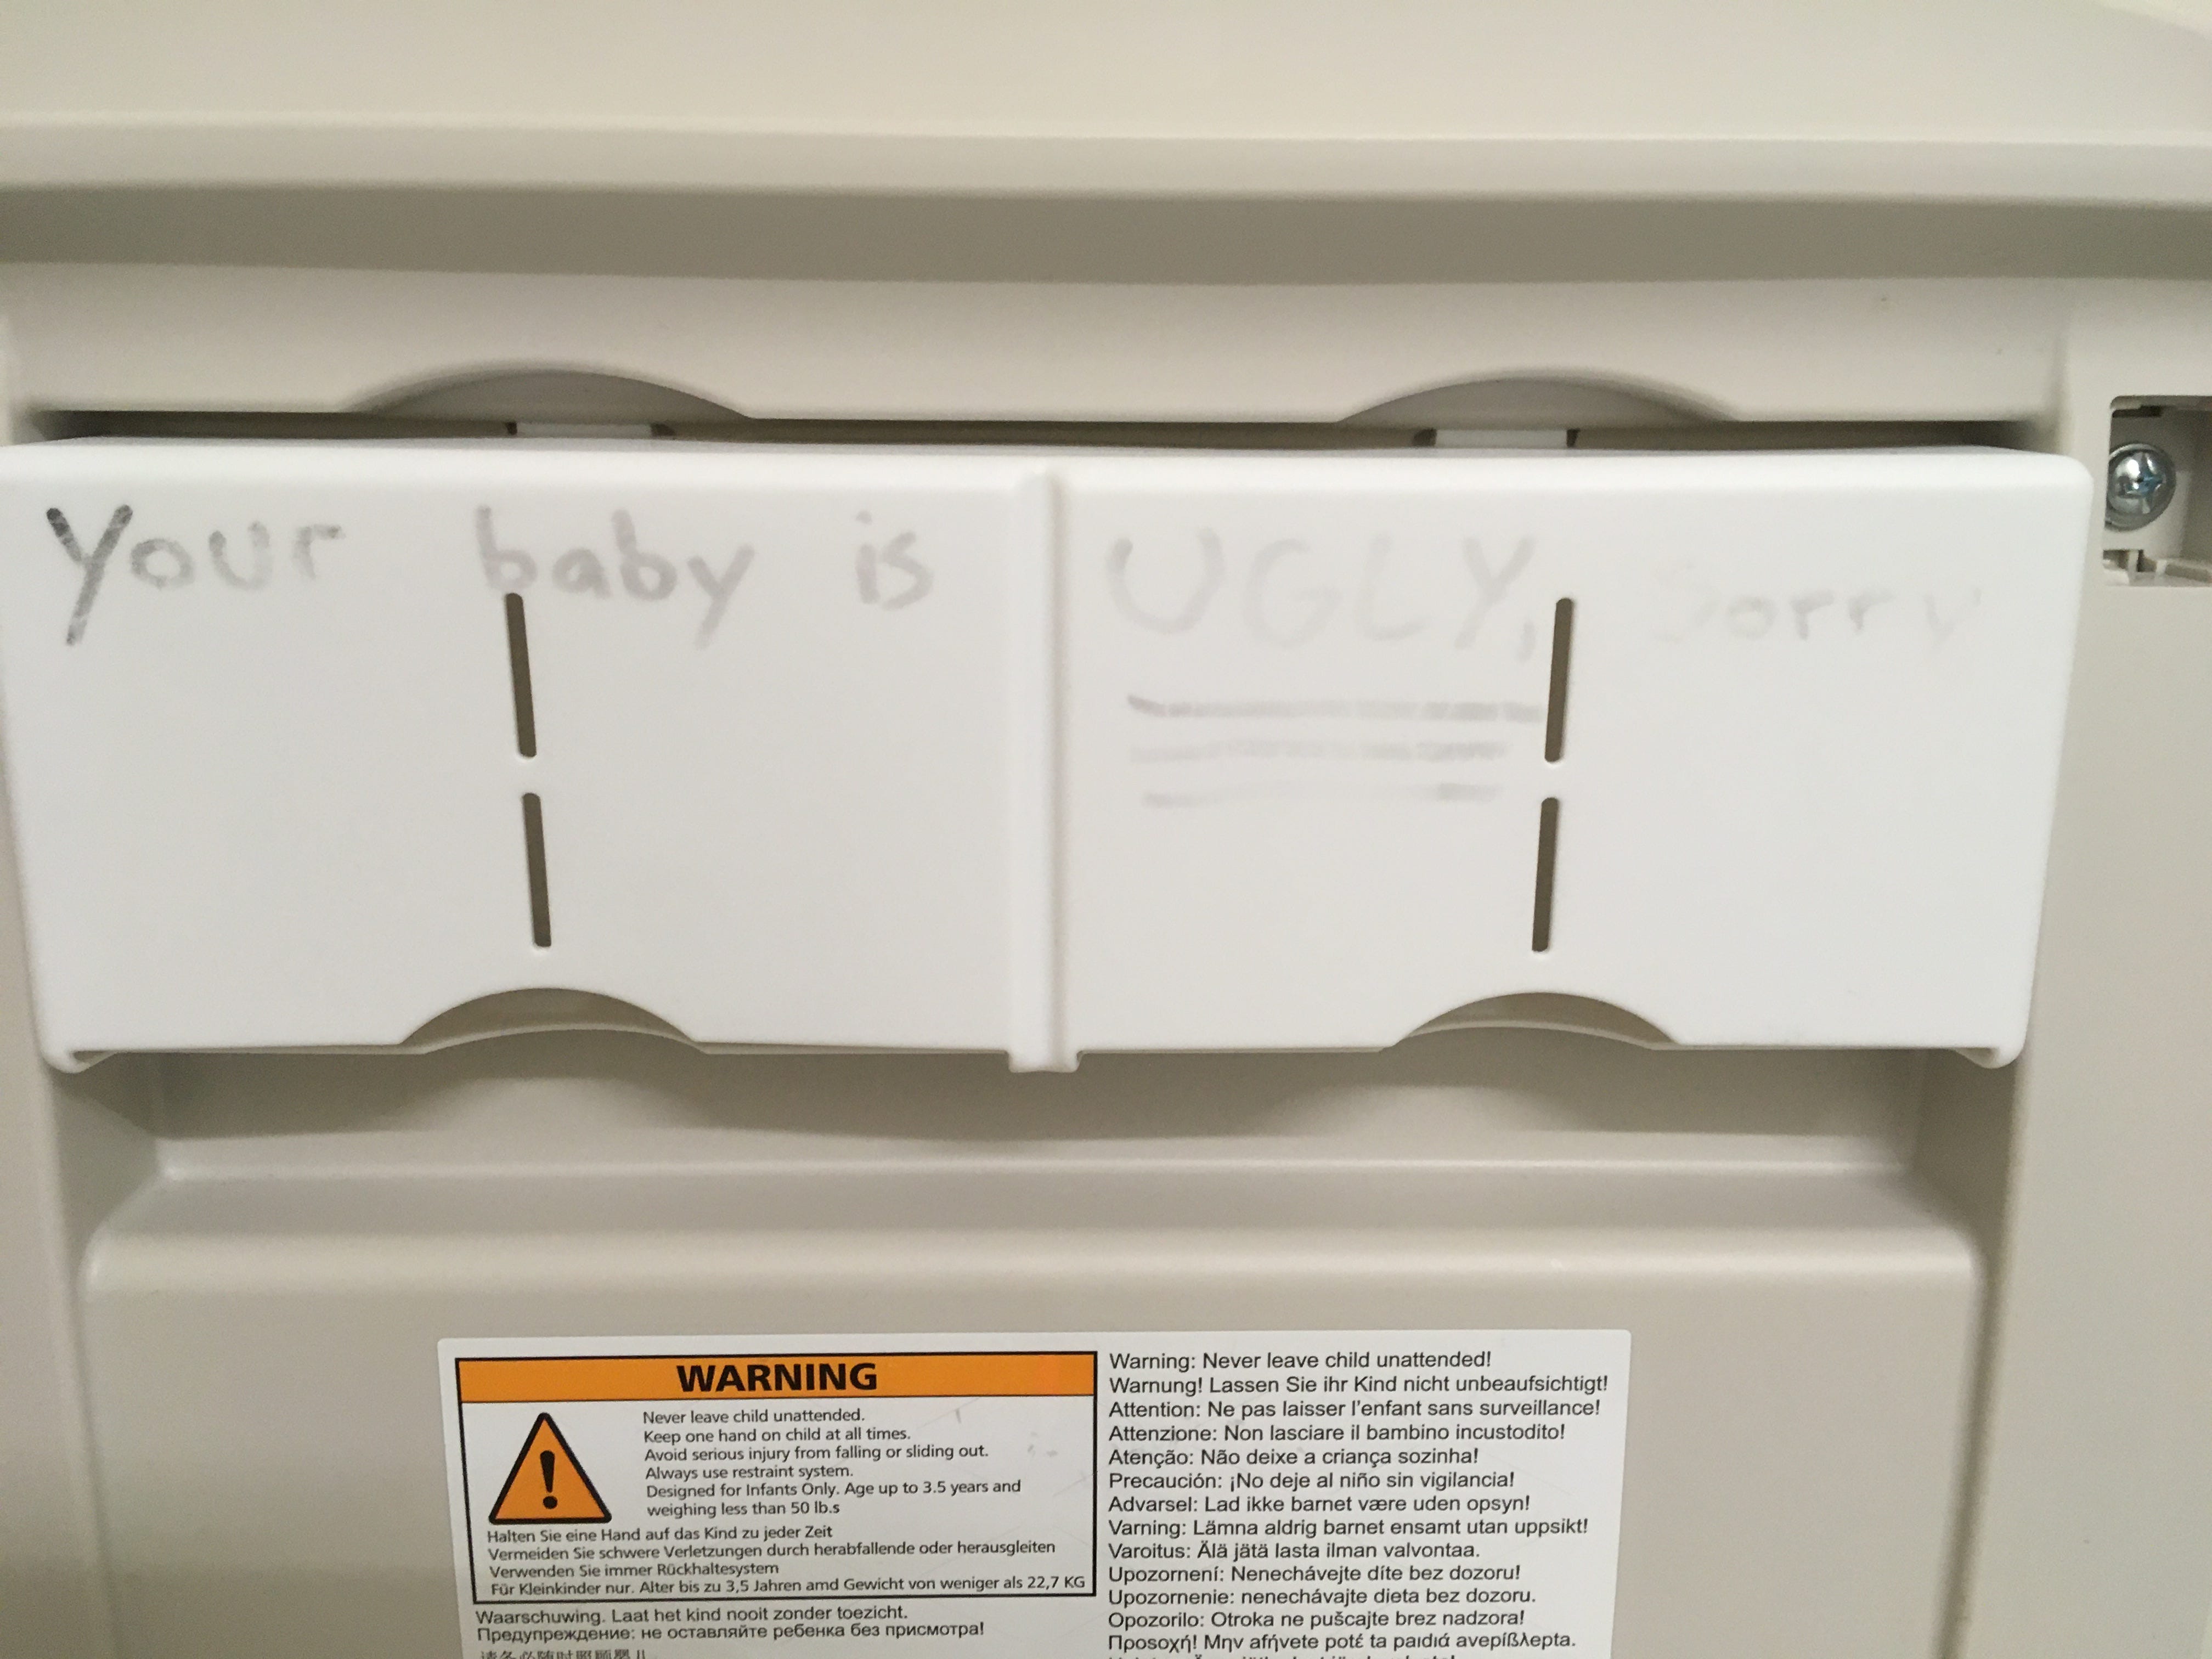 Your baby is UGLY, Sorry
WARNING
Never leave child unattended.
Keep one hand on child at all times.
Avoid serious injury from falling or sliding out.
Always use restraint system.
Designed for Infants Only. Age up to 3.5 years and
weighing less than 50 lb.s
Halten Sie eine Hand auf das Kind zu jeder Zeit
Vermeiden Sie schwere Verletzungen durch herabfallende oder herausgleiten
Verwenden Sie immer Rückhaltesystem
Für Kleinkinder nur. Alter bis zu 3,5 Jahren amd Gewicht von weniger als 22,7 KG
Waarschuwing. Laat het kind nooit zonder toezicht.
Предупреждение: не оставляйте ребенка без присмотра!
Warning: Never leave child unattended!
Warnung! Lassen Sie ihr Kind nicht unbeaufsichtigt!
Attention: Ne pas laisser l'enfant sans surveillance!
Attenzione: Non lasciare il bambino incustodito!
Atenção: Não deixe a criança sozinha!
Precaución: ¡No deje al niño sin vigilancia!
Advarsel: Lad ikke barnet være uden opsyn!
Varning: Lämna aldrig barnet ensamt utan uppsikt!
Varoitus: Älä jätä lasta ilman valvontaa.
Upozornení: Nenechávejte díte bez dozoru!
Upozornenie: nenechávajte dieta bez dozoru.
Opozorilo: Otroka ne pušcajte brez nadzora!
Προσοχή! Μην αφήνετε ποτέ τα παιδιά ανεpίßλεpτα.